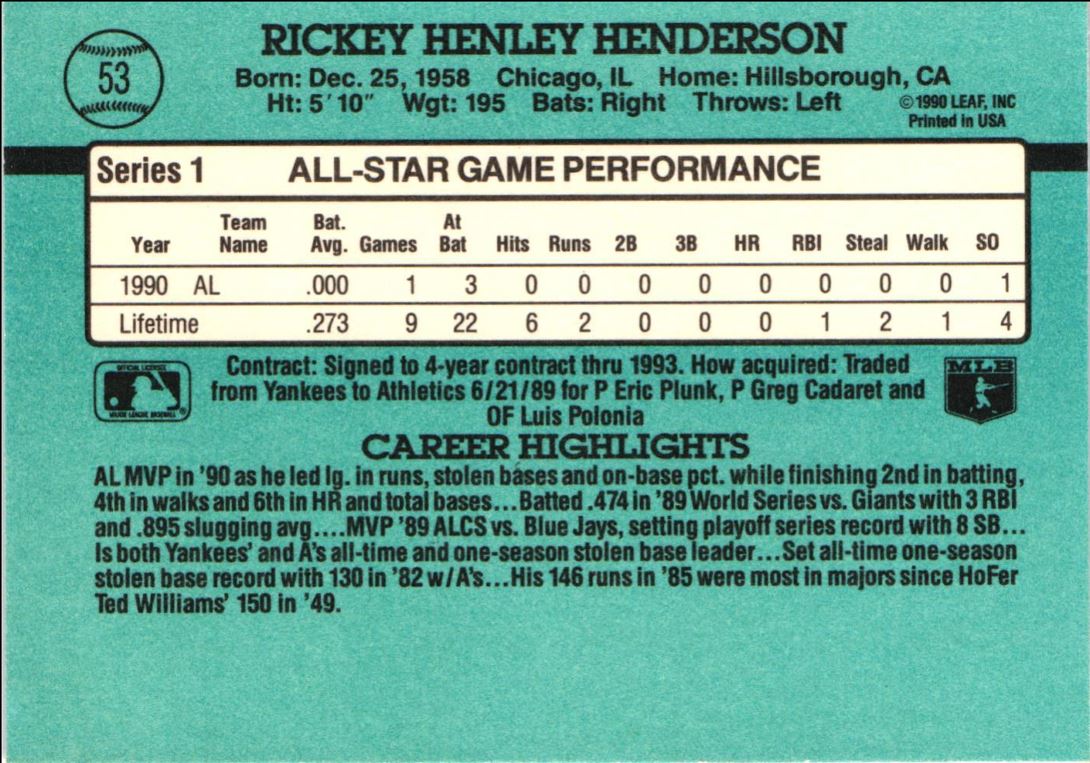 53
RICKEY HENLEY HENDERSON
Born: Dec. 25, 1958 Chicago, IL Home: Hillsborough, CA
Ht: 5' 10" Wgt: 195 Bats: Right Throws: Left
©1990 LEAF, INC
Printed in USA
Series 1 ALL-STAR GAME PERFORMANCE
Year Team Name Bat. Avg. Games At Bat Hits Runs 2B 3B HR RBI Steal Walk SO
1990 AL .000 1 3 0 0 0 0 0 0 0 0 1
Lifetime .273 9 22 6 2 0 0 0 1 2 1 4
OFFICIAL LICENSEE
MAJOR LEAGUE BASEBALL®
Contract: Signed to 4-year contract thru 1993. How acquired: Traded
from Yankees to Athletics 6/21/89 for P Eric Plunk, P Greg Cadaret and
OF Luis Polonia
MLB
CAREER HIGHLIGHTS
AL MVP in '90 as he led lg. in runs, stolen bases and on-base pct. while finishing 2nd in batting,
4th in walks and 6th in HR and total bases...Batted .474 in '89 World Series vs. Giants with 3 RBI
and .895 slugging avg....MVP '89 ALCS vs. Blue Jays, setting playoff series record with 8 SB...
Is both Yankees' and A's all-time and one-season stolen base leader...Set all-time one-season
stolen base record with 130 in '82 w/A's...His 146 runs in '85 were most in majors since HoFer
Ted Williams' 150 in '49.